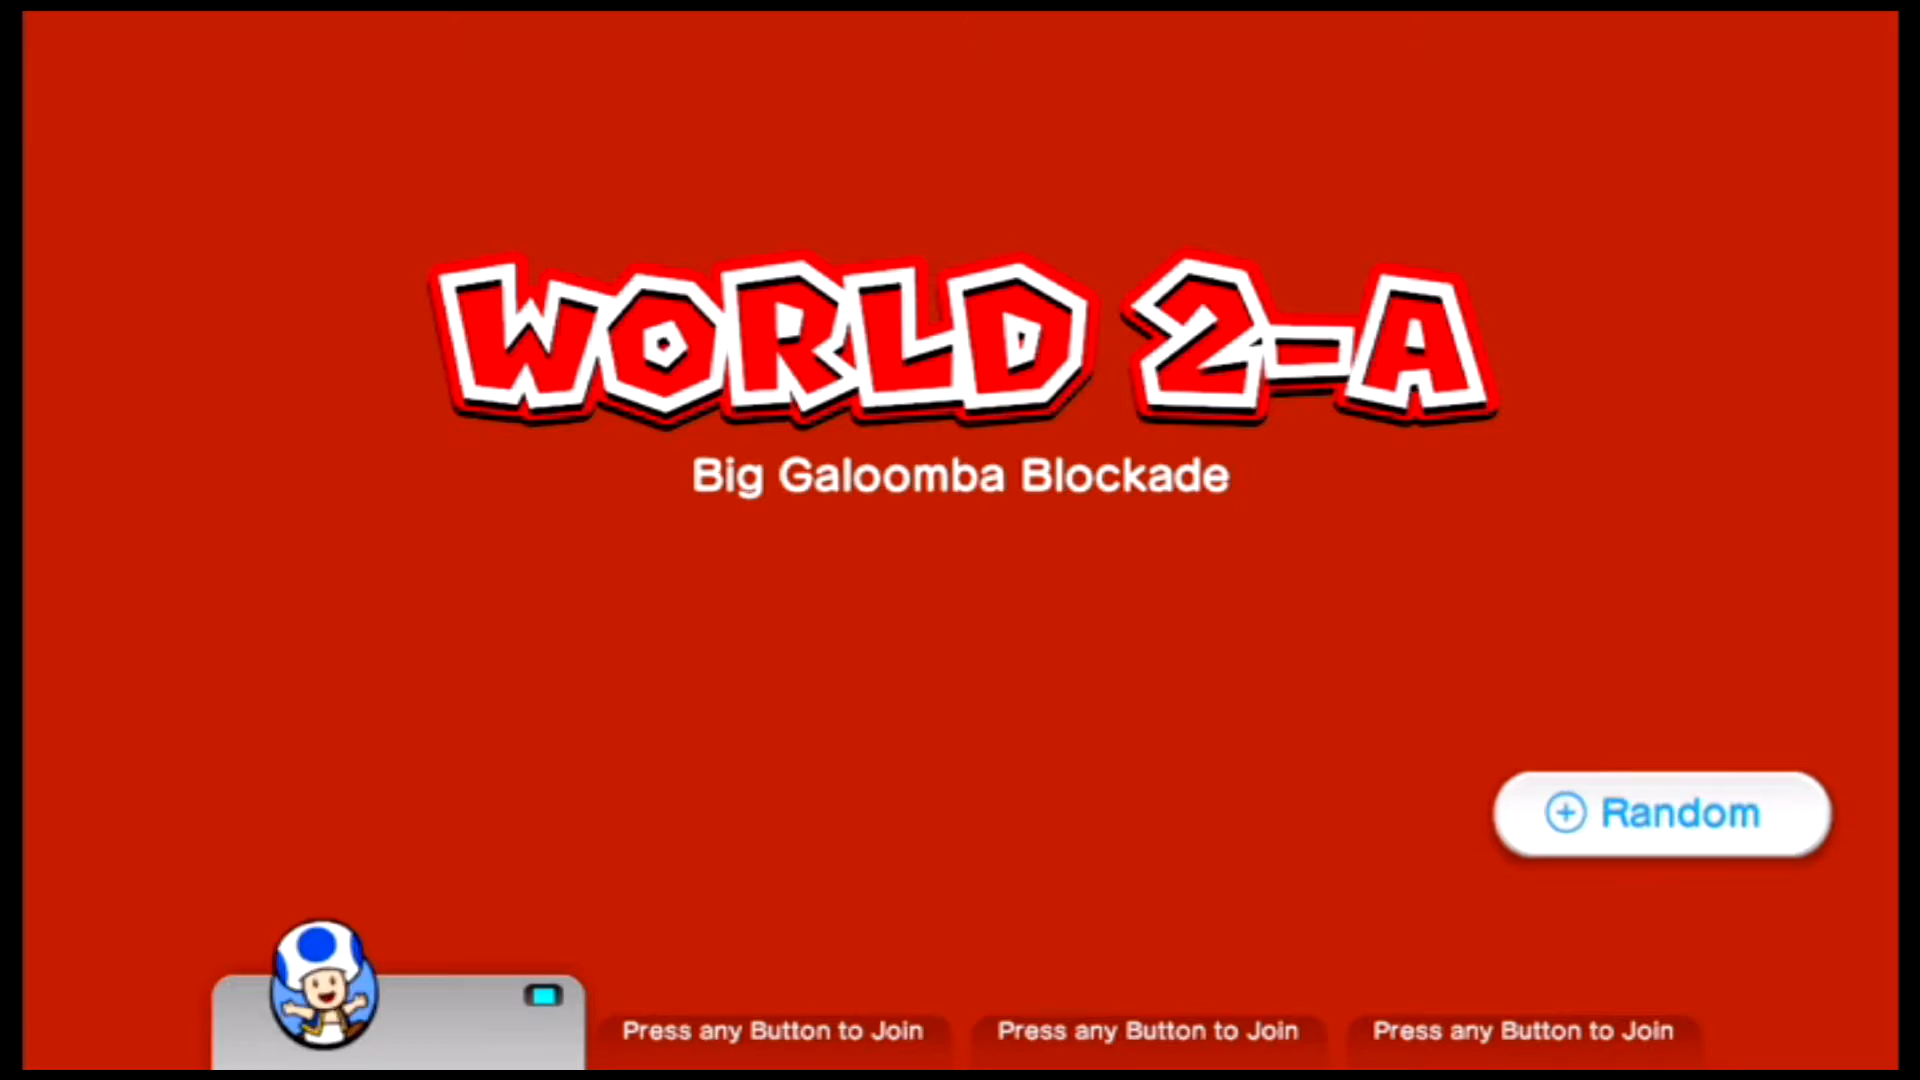 WORLD 2-A
Big Galoomba Blockade
Random
Press any Button to Join
Press any Button to Join
Press any Button to Join